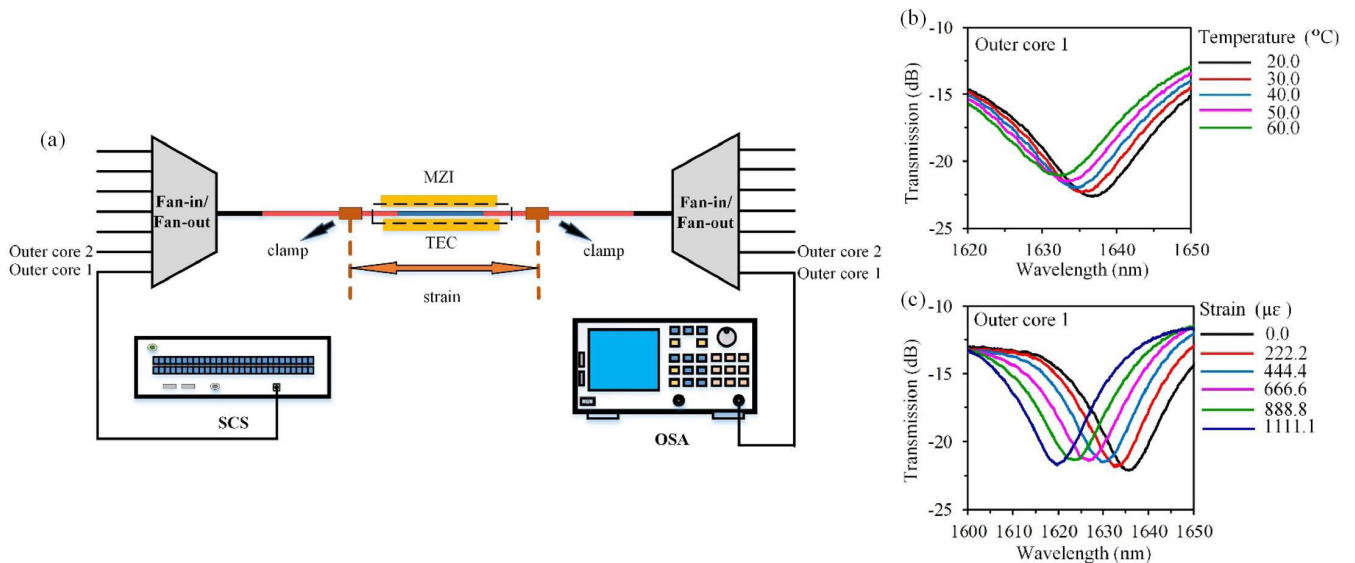 (a)
Fan-in/
Fan-out
Outer core 2
Outer core 1
clamp
MZI
TEC
strain
clamp
Fan-in/
Fan-out
Outer core 2
Outer core 1
SCS
OSA
(b)
Outer core 1
Transmission (dB)
-10
-15
-20
-25
1620
1630
1640
1650
Wavelength (nm)
Temperature (°C)
20.0
30.0
40.0
50.0
60.0
(c)
Outer core 1
Transmission (dB)
-10
-15
-20
-25
1600
1610
1620
1630
1640
1650
Wavelength (nm)
Strain (με)
0.0
222.2
444.4
666.6
888.8
1111.1